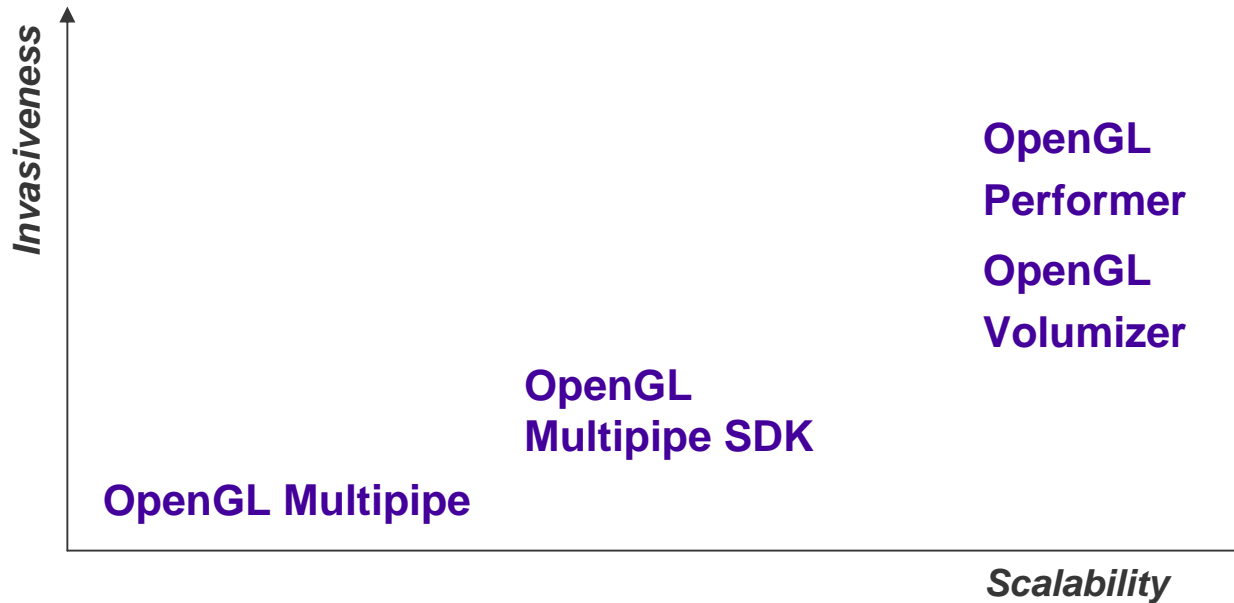 Invasiveness
OpenGL
Performer
OpenGL
Volumizer
OpenGL
Multipipe SDK
OpenGL Multipipe
Scalability